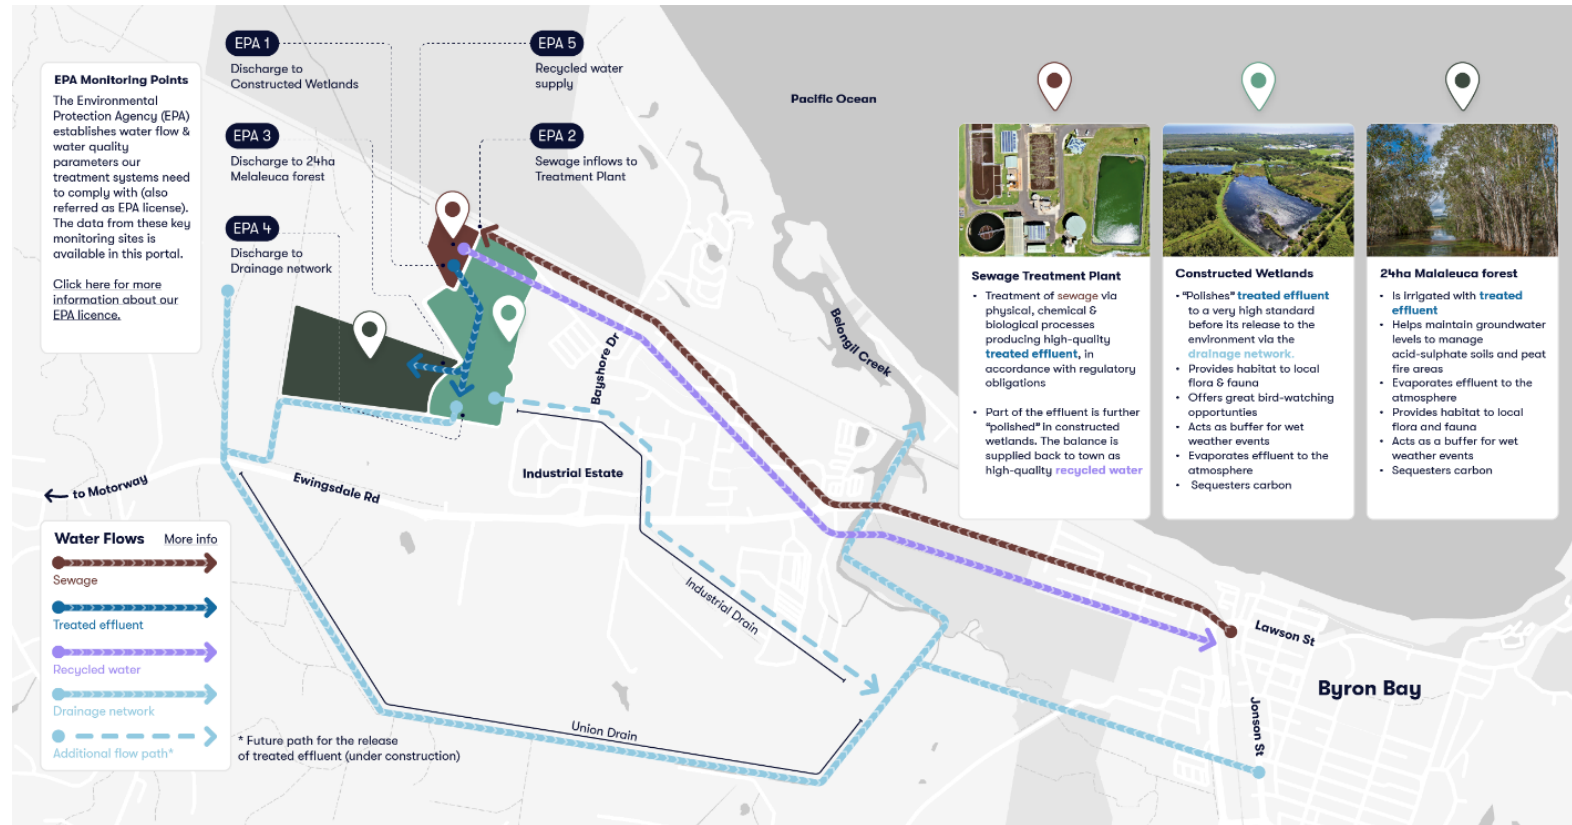 EPA Monitoring Points
The Environmental
Protection Agency (EPA)
establishes water flow &
water quality
parameters our
treatment systems need
to comply with (also
referred as EPA license).
The data from these key
monitoring sites is
available in this portal.
Click here for more
information about our
EPA licence.
EPA 1
Discharge to
Constructed Wetlands
EPA 3
Discharge to 24ha
Melaleuca forest
EPA 4
Discharge to
Drainage network
EPA 5
Recycled water
supply
EPA 2
Sewage inflows to
Treatment Plant
Pacific Ocean
Belongil Creek
Bayshore Dr
Industrial Estate
to Motorway
Ewingsdale Rd
Industrial Drain
Union Drain
Lawson St
Byron Bay
Jonson St
Water Flows More info
Sewage
Treated effluent
Recycled water
Drainage network
Additional flow path*
* Future path for the release
of treated effluent (under construction)
Sewage Treatment Plant
• Treatment of sewage via
physical, chemical &
biological processes
producing high-quality
treated effluent, in
accordance with regulatory
obligations
• Part of the effluent is further
"polished" in constructed
wetlands. The balance is
supplied back to town as
high-quality recycled water
Constructed Wetlands
• "Polishes" treated effluent
to a very high standard
before its release to the
environment via the
drainage network.
• Provides habitat to local
flora & fauna
• Offers great bird-watching
opportunties
• Acts as buffer for wet
weather events
• Evaporates effluent to the
atmosphere
• Sequesters carbon
24ha Malaleuca forest
• Is irrigated with treated
effluent
• Helps maintain groundwater
levels to manage
acid-sulphate soils and peat
fire areas
• Evaporates effluent to the
atmosphere
• Provides habitat to local
flora and fauna
• Acts as a buffer for wet
weather events
• Sequesters carbon